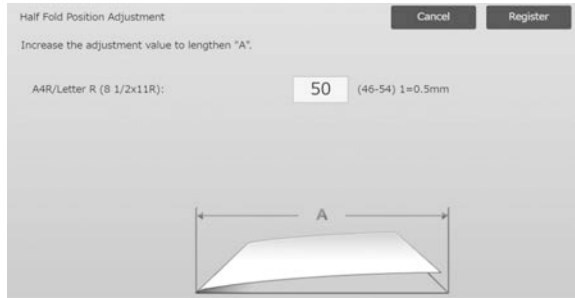 Half Fold Position Adjustment Cancel Register
Increase the adjustment value to lengthen "A".
A4R/Letter R (8 1/2x11R): 50 (46-54) 1=0.5mm
A